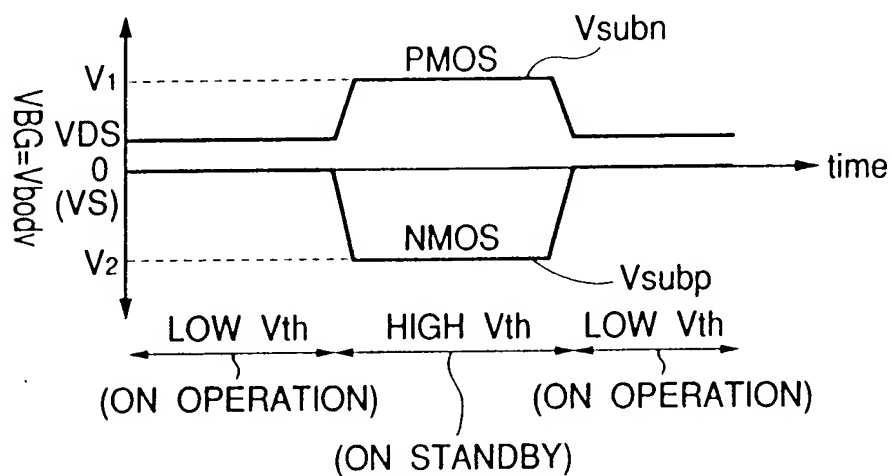 Vsubn
PMOS
V1
VDS
0
(VS)
VBG=Vbodv
time
NMOS
V2
Vsubp
LOW Vth
HIGH Vth
LOW Vth
(ON OPERATION)
(ON OPERATION)
(ON STANDBY)